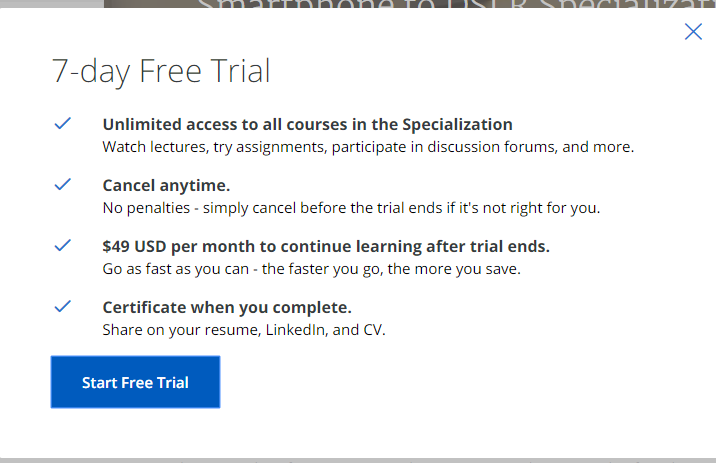 Smartphone to DSLR Specializati
7-day Free Trial
Unlimited access to all courses in the Specialization
Watch lectures, try assignments, participate in discussion forums, and more.
Cancel anytime.
No penalties - simply cancel before the trial ends if it's not right for you.
$49 USD per month to continue learning after trial ends.
Go as fast as you can - the faster you go, the more you save.
Certificate when you complete.
Share on your resume, LinkedIn, and CV.
Start Free Trial